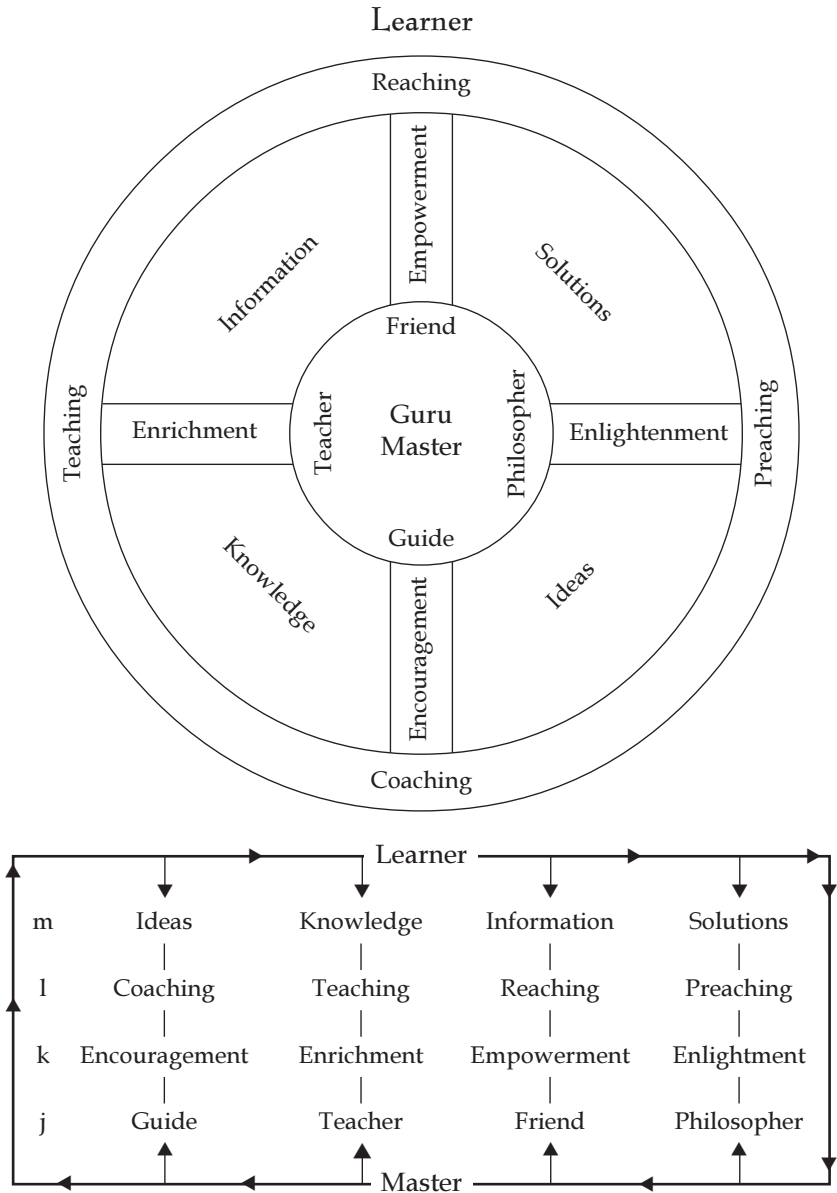 Learner
Reaching
Empowerment
Information
Solutions
Friend
Teaching
Enrichment
Teacher
Guru
Master
Philosopher
Enlightenment
Preaching
Guide
Knowledge
Ideas
Encouragement
Coaching
Learner
m Ideas Knowledge Information Solutions
l Coaching Teaching Reaching Preaching
k Encouragement Enrichment Empowerment Enlightment
j Guide Teacher Friend Philosopher
Master